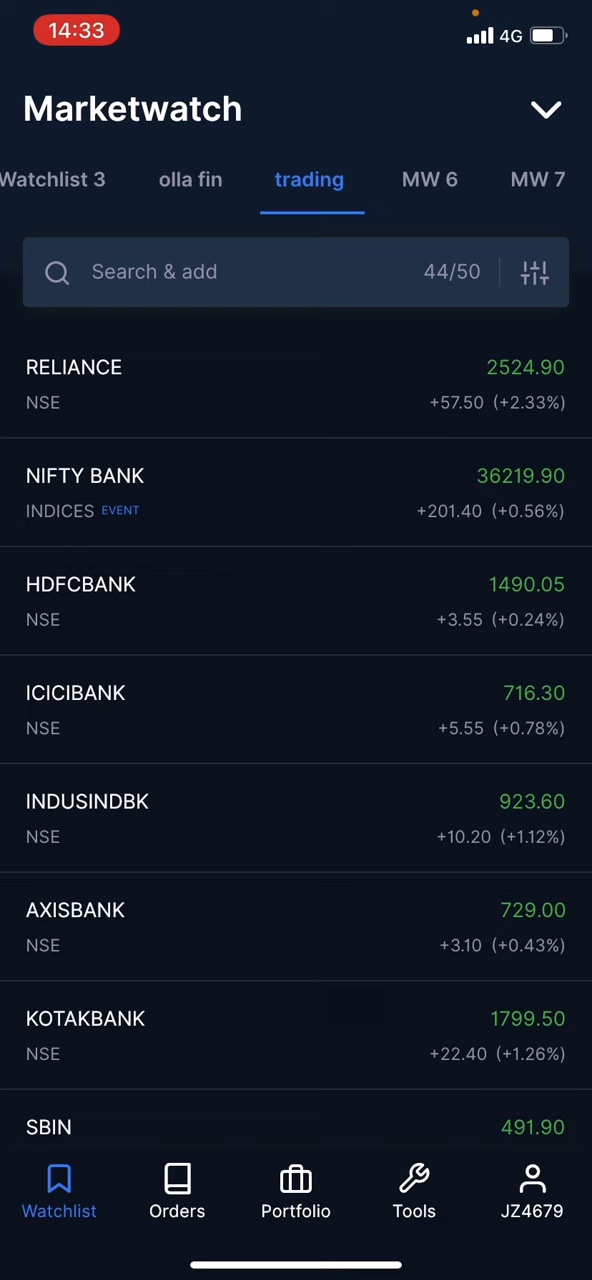 14:33
4G
Marketwatch
Watchlist 3 olla fin trading MW 6 MW 7
Search & add 44/50
RELIANCE 2524.90
NSE +57.50 (+2.33%)
NIFTY BANK 36219.90
INDICES EVENT +201.40 (+0.56%)
HDFCBANK 1490.05
NSE +3.55 (+0.24%)
ICICIBANK 716.30
NSE +5.55 (+0.78%)
INDUSINDBK 923.60
NSE +10.20 (+1.12%)
AXISBANK 729.00
NSE +3.10 (+0.43%)
KOTAKBANK 1799.50
NSE +22.40 (+1.26%)
SBIN 491.90
Watchlist Orders Portfolio Tools JZ4679